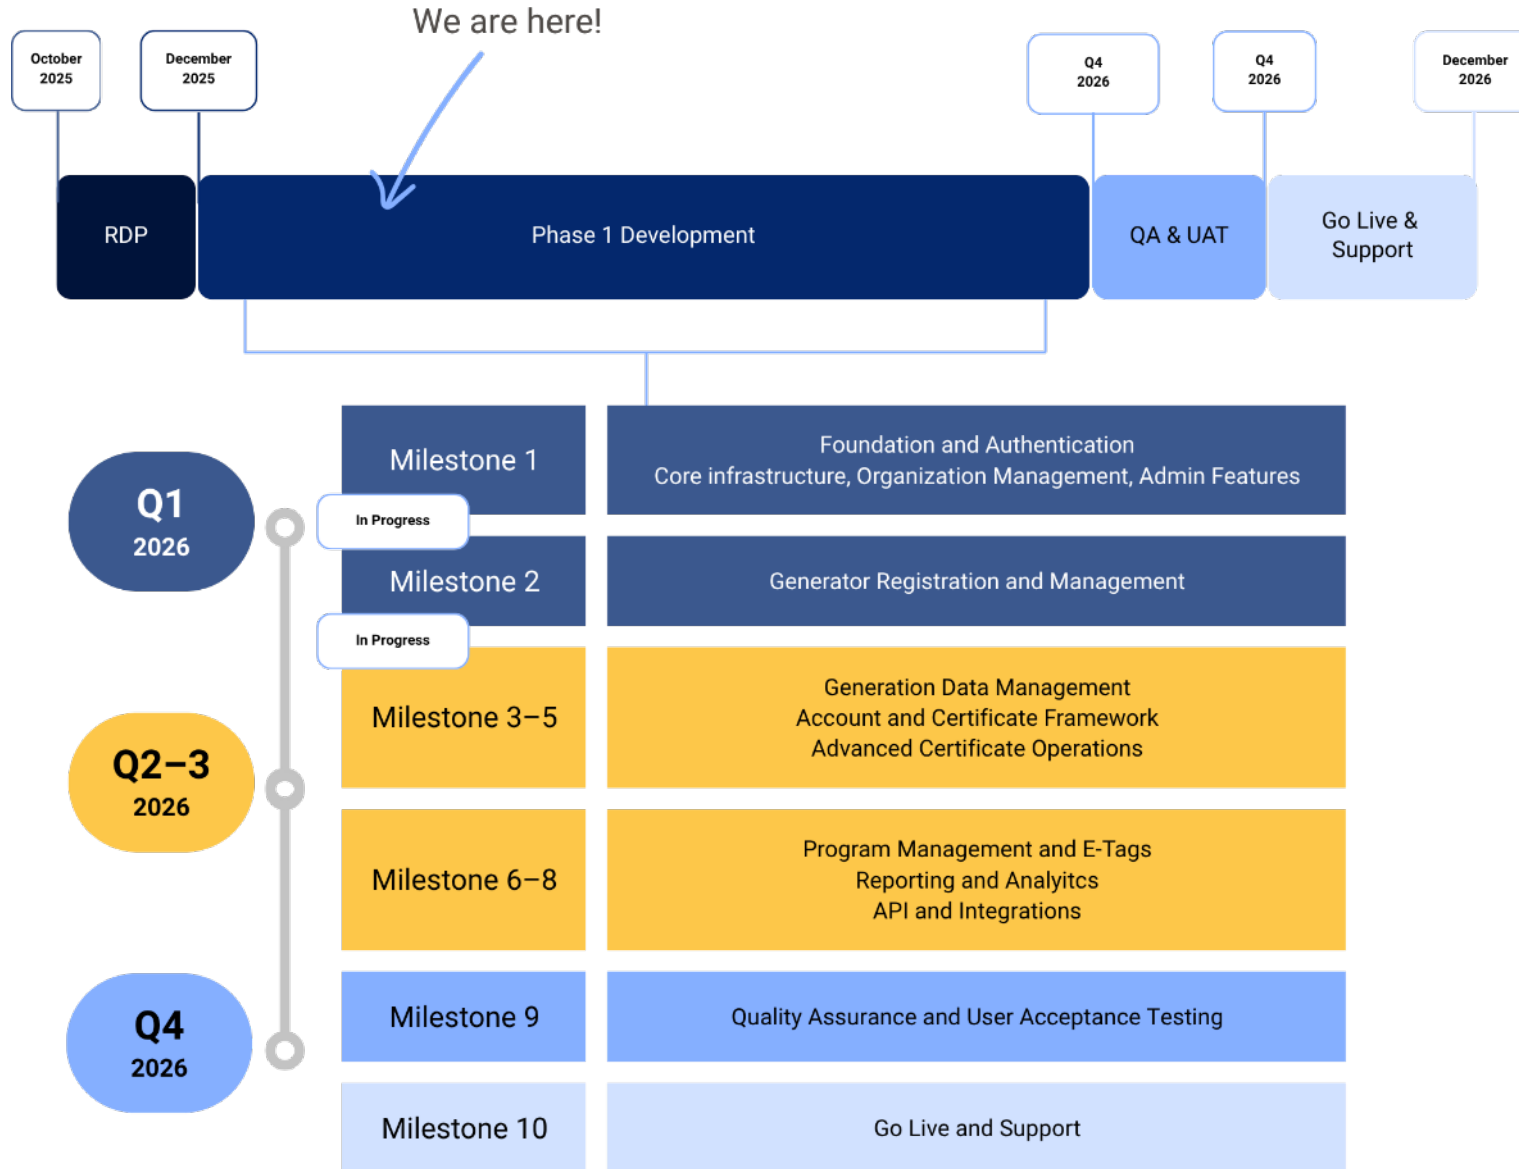 We are here!
October
2025
December
2025
Q4
2026
Q4
2026
December
2026
RDP
Phase 1 Development
QA & UAT
Go Live &
Support
Q1
2026
Milestone 1
Foundation and Authentication
Core infrastructure, Organization Management, Admin Features
In Progress
Milestone 2
Generator Registration and Management
In Progress
Q2–3
2026
Milestone 3–5
Generation Data Management
Account and Certificate Framework
Advanced Certificate Operations
Milestone 6–8
Program Management and E-Tags
Reporting and Analyitcs
API and Integrations
Q4
2026
Milestone 9
Quality Assurance and User Acceptance Testing
Milestone 10
Go Live and Support